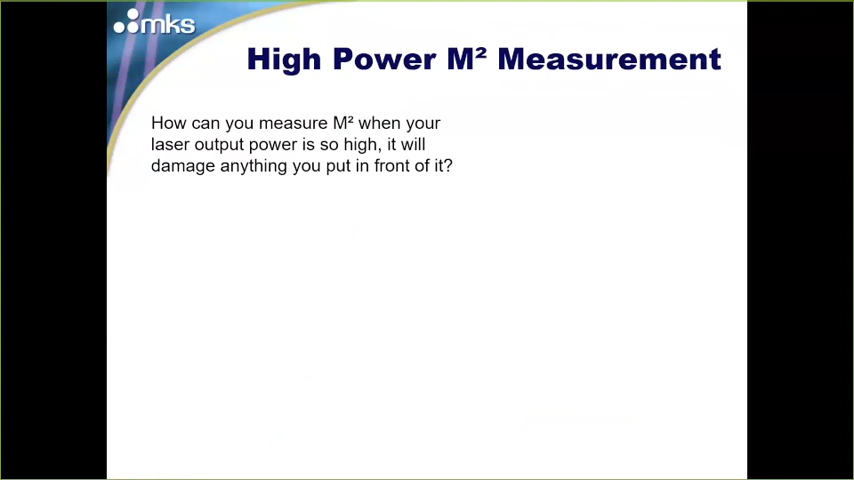 mks
High Power M² Measurement
How can you measure M² when your
laser output power is so high, it will
damage anything you put in front of it?